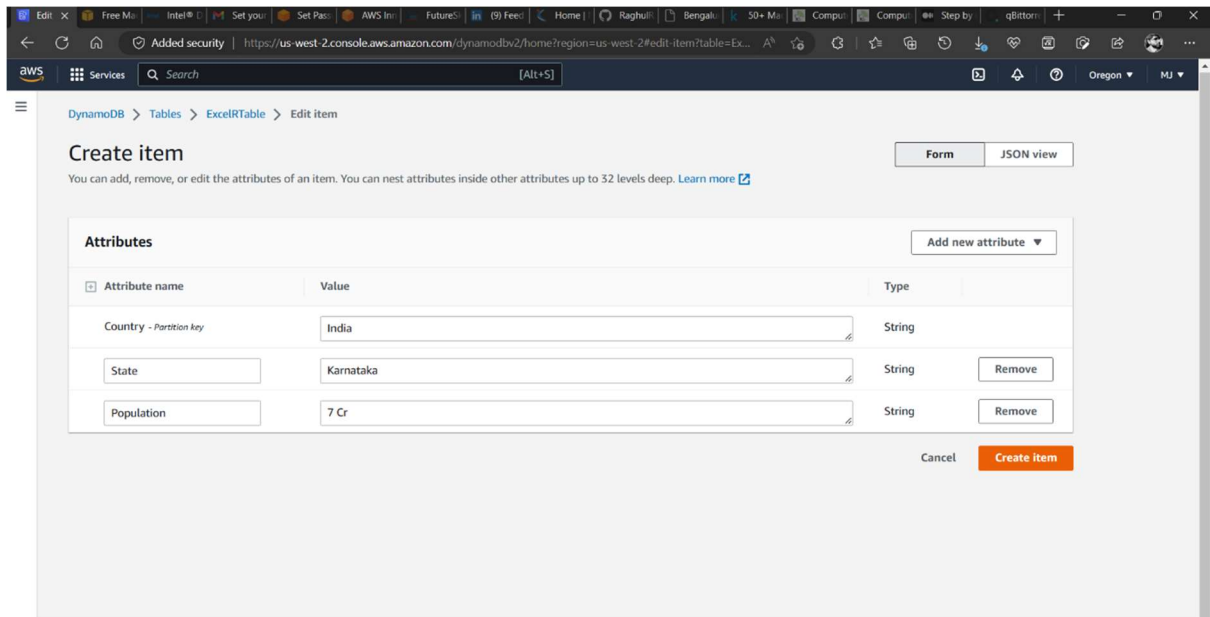 Edit Free Ma Intel® D Set your Set Pass AWS Inn FutureS (9) Feed Home | RaghulR Bengalu 50+ Ma Comput Comput Step by qBittorr
Added security | https://us-west-2.console.aws.amazon.com/dynamodbv2/home?region=us-west-2#edit-item?table=Ex...
aws Services Search [Alt+S] Oregon ▼ MJ ▼
DynamoDB > Tables > ExcelRTable > Edit item
Create item
Form JSON view
You can add, remove, or edit the attributes of an item. You can nest attributes inside other attributes up to 32 levels deep. Learn more
Attributes
Add new attribute ▼
Attribute name Value Type
Country - Partition key India String
State Karnataka String Remove
Population 7 Cr String Remove
Cancel Create item